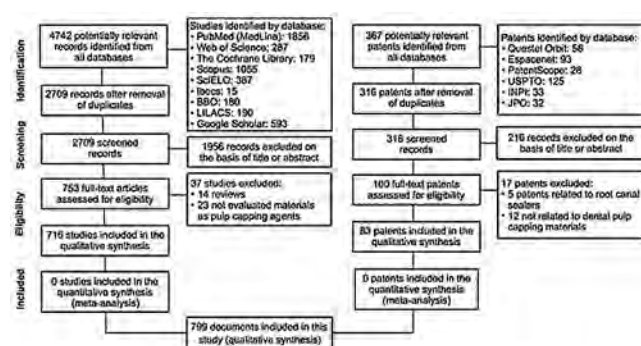 Identification
Screening
Eligibility
Included
4742 potentially relevant
records identified from
all databases
Studies identified by database:
• PubMed (MedLine): 1856
• Web of Science: 287
• The Cochrane Library: 179
• Scopus: 1055
• SciELO: 387
• Ibecs: 15
• BBO: 180
• LILACS: 190
• Google Scholar: 593
2709 records after removal
of duplicates
2709 screened
records
1956 records excluded on
the basis of title or abstract
753 full-text articles
assessed for eligibility
37 studies excluded:
• 14 reviews
• 23 not evaluated materials
as pulp capping agents
716 studies included in the
qualitative synthesis
0 studies included in the
quantitative synthesis
(meta-analysis)
367 potentially relevant
patents identified from
all databases
Patents identified by database:
• Questel Orbit: 56
• Espacenet: 93
• PatentScope: 28
• USPTO: 125
• INPI: 33
• JPO: 32
316 patents after removal
of duplicates
316 screened
records
216 records excluded on the
basis of title or abstract
100 full-text patents
assessed for eligibility
17 patents excluded:
• 5 patents related to root canal
sealers
• 12 not related to dental pulp
capping materials
83 patents included in the
qualitative synthesis
0 patents included in the
quantitative synthesis
(meta-analysis)
799 documents included in this
study (qualitative synthesis)